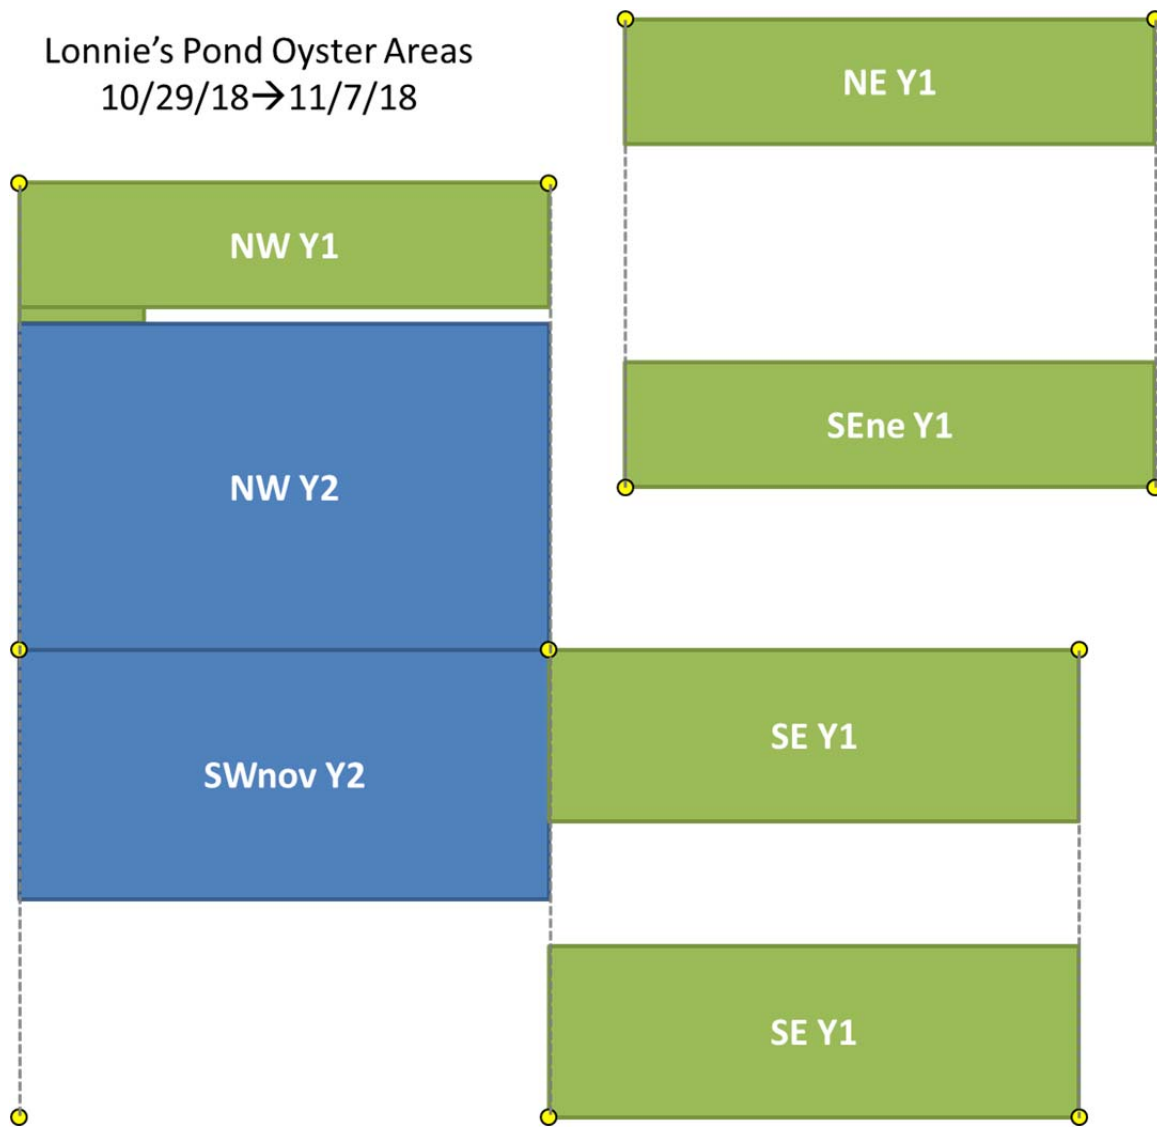 Lonnie’s Pond Oyster Areas
10/29/18→11/7/18
NE Y1
NW Y1
SEne Y1
NW Y2
SE Y1
SWnov Y2
SE Y1